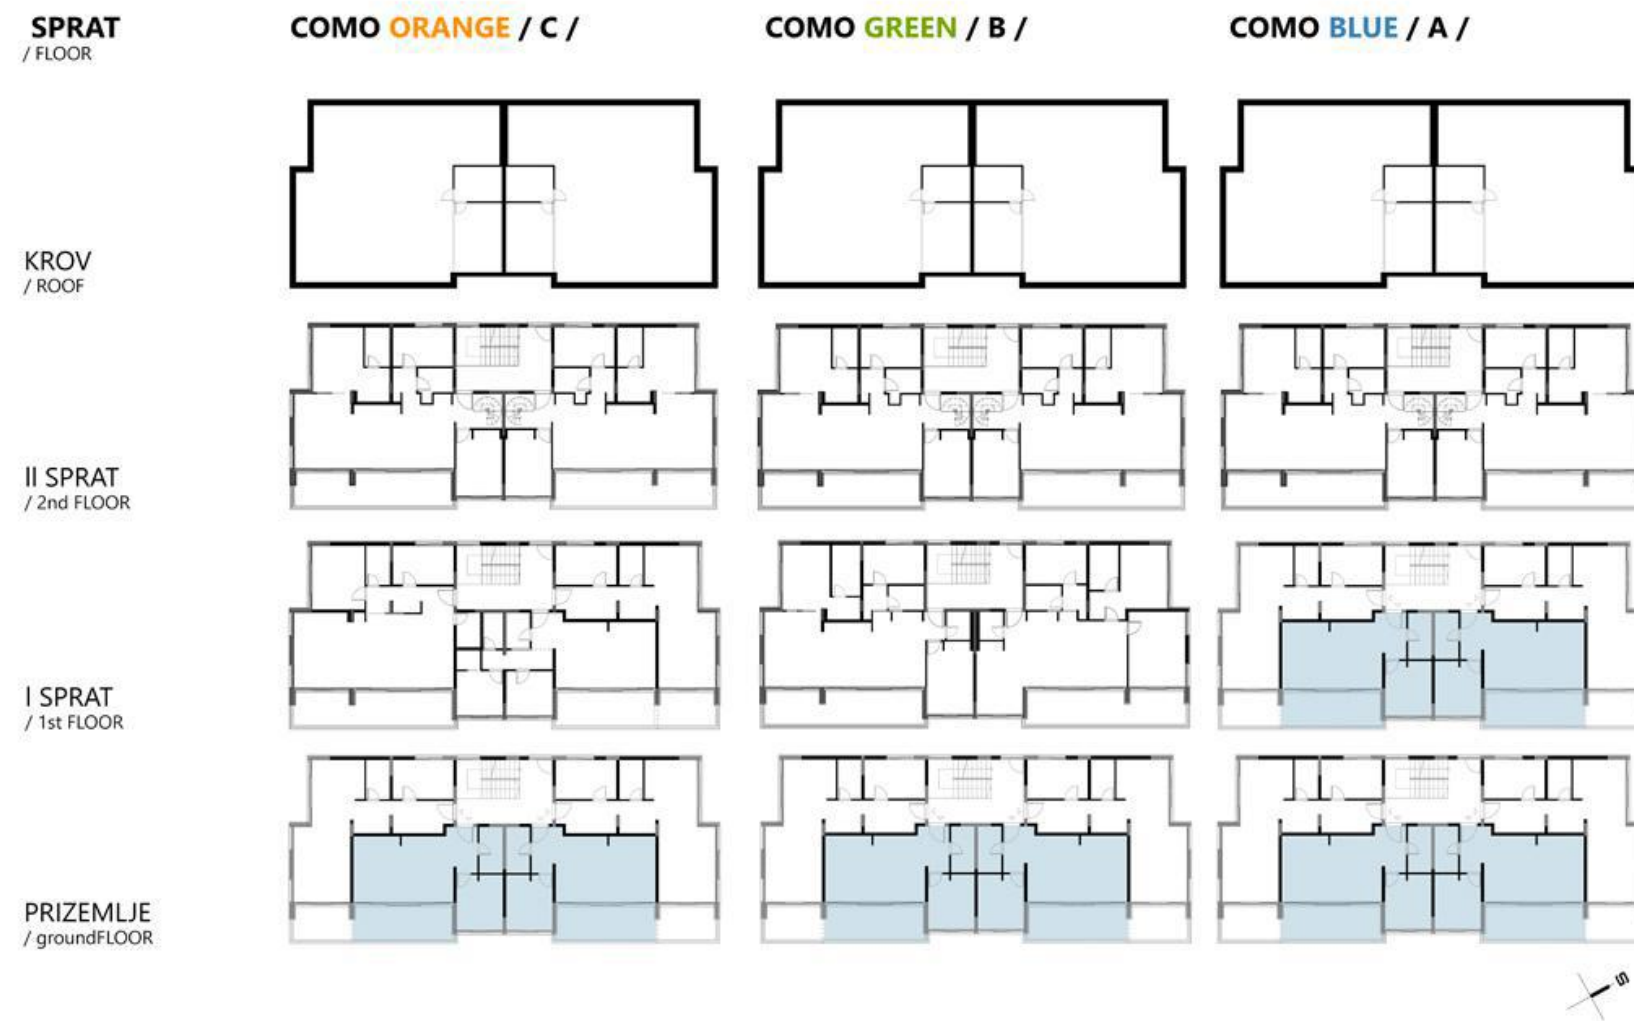 SPRAT
/ FLOOR
COMO ORANGE / C /
COMO GREEN / B /
COMO BLUE / A /
KROV
/ ROOF
II SPRAT
/ 2nd FLOOR
I SPRAT
/ 1st FLOOR
PRIZEMLJE
/ groundFLOOR
S